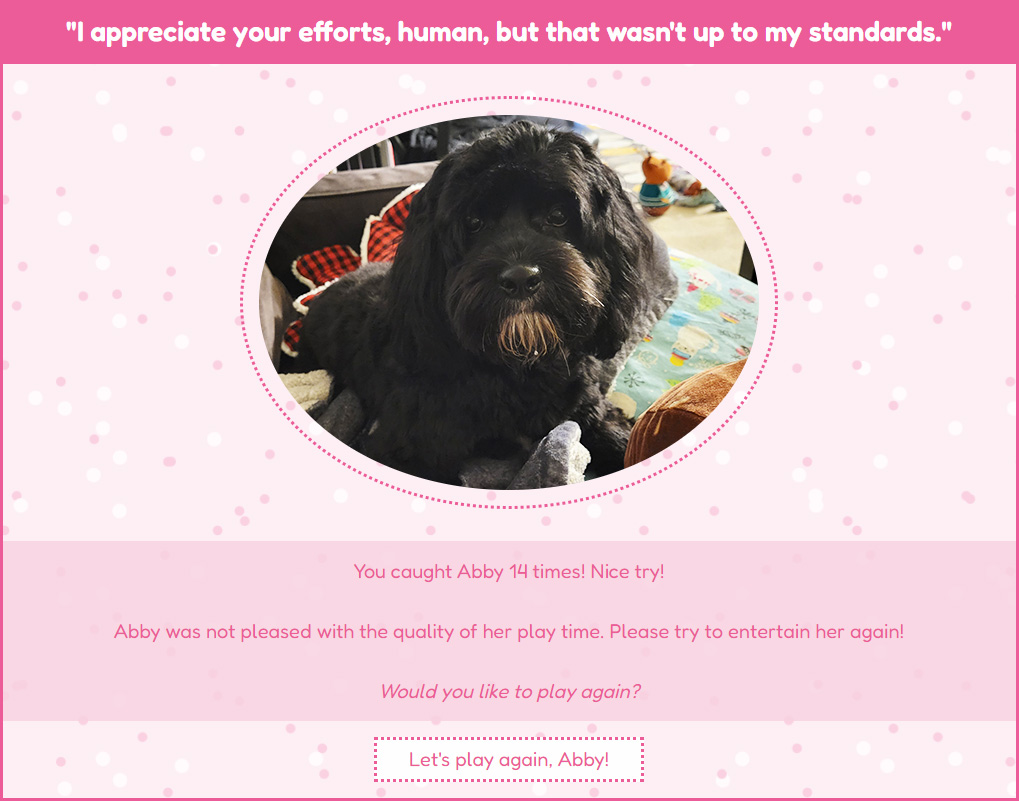 "I appreciate your efforts, human, but that wasn't up to my standards."
You caught Abby 14 times! Nice try!
Abby was not pleased with the quality of her play time. Please try to entertain her again!
Would you like to play again?
Let's play again, Abby!